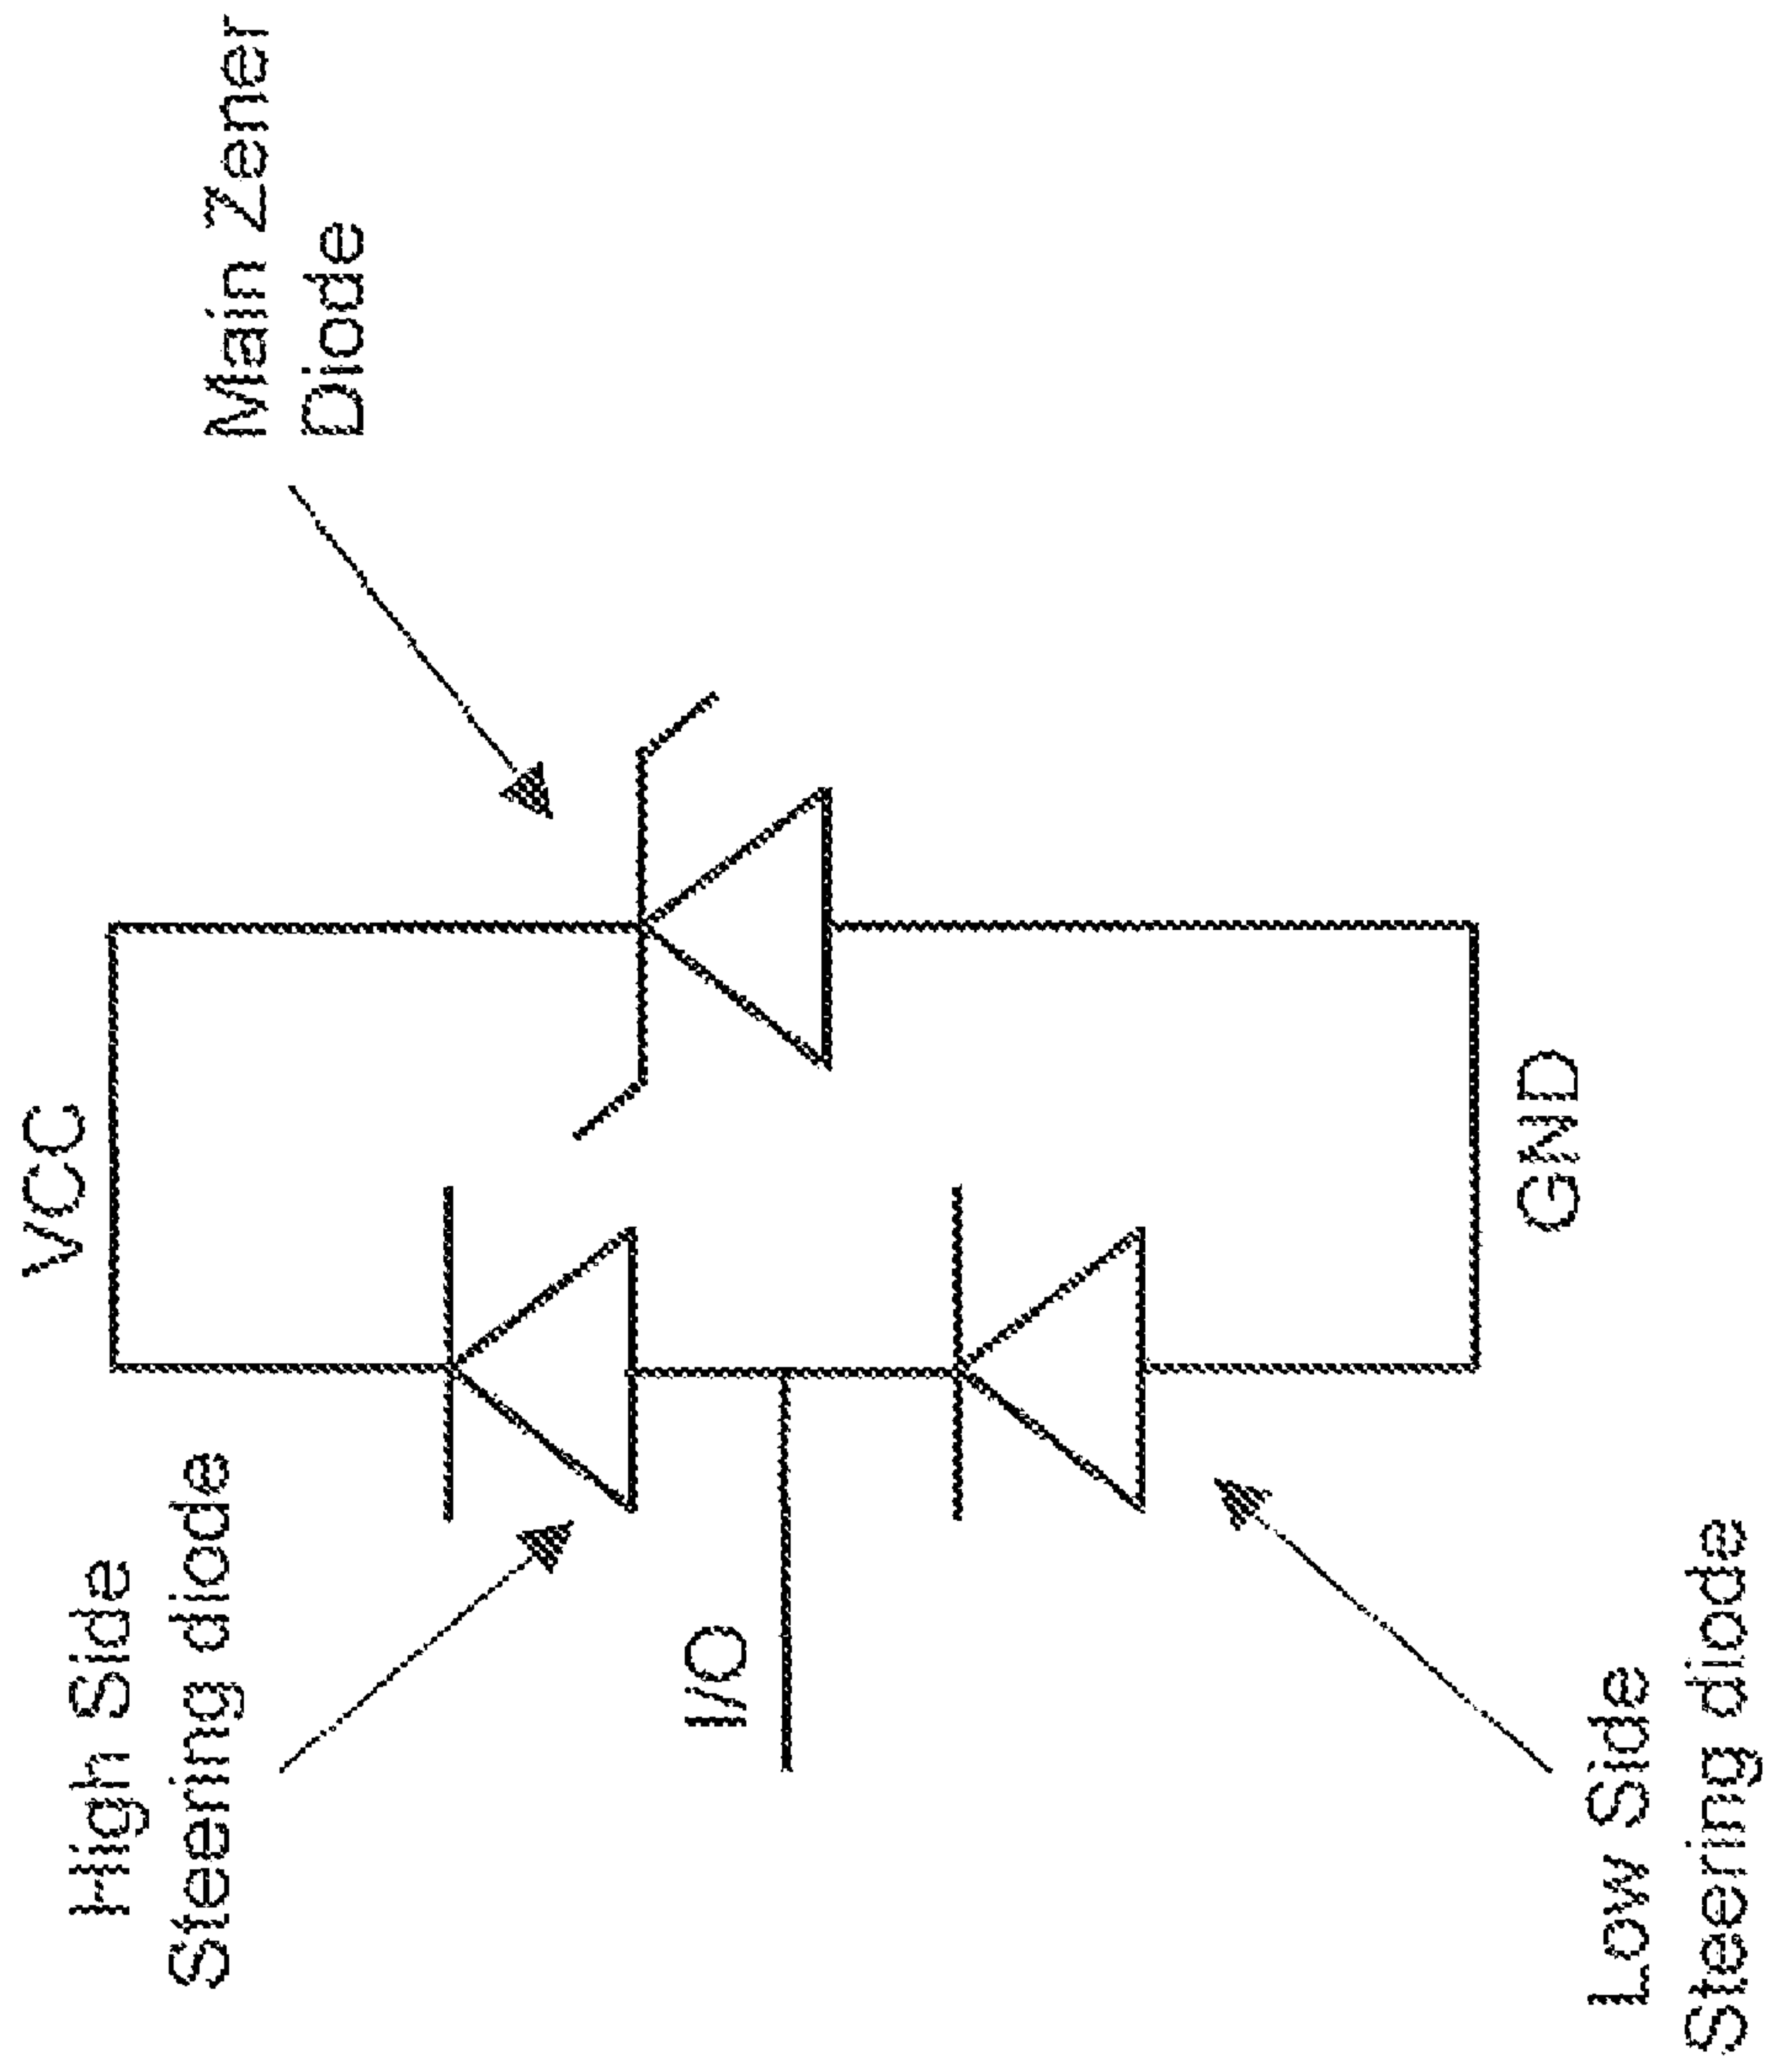 High Side
Steering diode
VCC
Main Zener
Diode
I/O
Low Side
Steering diode
GND